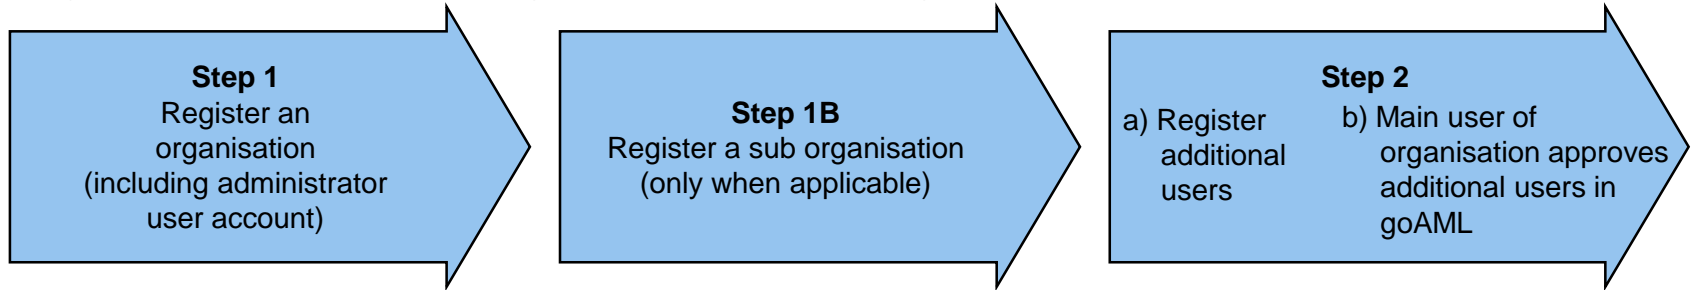 Step 1
Register an
organisation
(including administrator
user account)
Step 1B
Register a sub organisation
(only when applicable)
Step 2
a) Register
additional
users
b) Main user of
organisation approves
additional users in
goAML